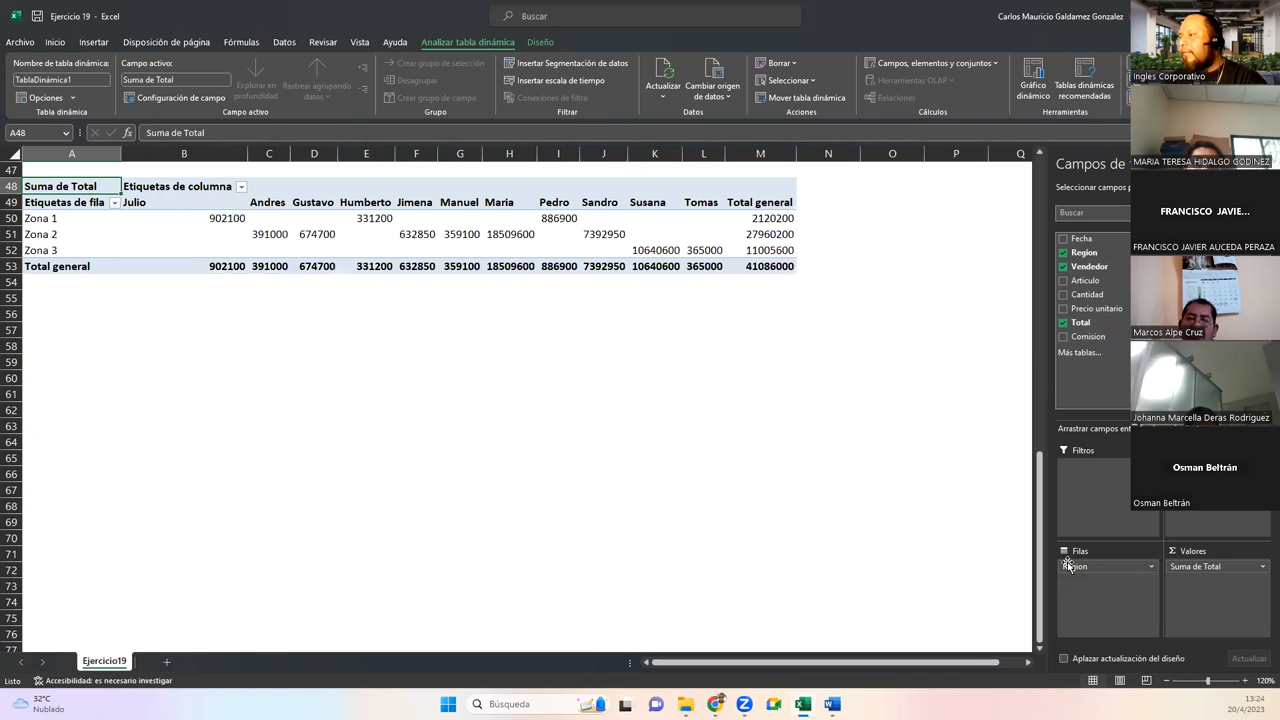 Ejercicio 19 - Excel
Buscar
Carlos Mauricio Galdamez Gonzalez
Archivo Inicio Insertar Disposición de página Fórmulas Datos Revisar Vista Ayuda Analizar tabla dinámica Diseño
Nombre de tabla dinámica:
TablaDinámica1
Opciones
Tabla dinámica
Campo activo:
Suma de Total
Configuración de campo
Explorar en profundidad
Rastrear agrupando datos
Campo activo
Crear grupo de selección
Desagrupar
Crear grupo de campo
Grupo
Insertar Segmentación de datos
Insertar escala de tiempo
Conexiones de filtro
Filtrar
Actualizar
Cambiar origen de datos
Datos
Borrar
Seleccionar
Mover tabla dinámica
Acciones
Campos, elementos y conjuntos
Herramientas OLAP
Relaciones
Cálculos
Gráfico dinámico
Tablas dinámicas recomendadas
Herramientas
A48
fx
Suma de Total
A B C D E F G H I J K L M N O P Q
47
48 Suma de Total Etiquetas de columna
49 Etiquetas de fila Julio Andres Gustavo Humberto Jimena Manuel Maria Pedro Sandro Susana Tomas Total general
50 Zona 1 902100 331200 886900 2120200
51 Zona 2 391000 674700 632850 359100 18509600 7392950 27960200
52 Zona 3 10640600 365000 11005600
53 Total general 902100 391000 674700 331200 632850 359100 18509600 886900 7392950 10640600 365000 41086000
54
55
56
57
58
59
60
61
62
63
64
65
66
67
68
69
70
71
72
73
74
75
76
77
Campos de
Seleccionar campos p
Buscar
Fecha
Region
Vendedor
Articulo
Cantidad
Precio unitario
Total
Comision
Más tablas...
Arrastrar campos ent
Filtros
Filas
Σ Valores
Region
Suma de Total
Aplazar actualización del diseño
Actualizar
Ingles Corporativo
MARIA TERESA HIDALGO GODINEZ
FRANCISCO JAVIE...
FRANCISCO JAVIER AUCEDA PERAZA
Marcos Alpe Cruz
Johanna Marcella Deras Rodriguez
Osman Beltrán
Osman Beltrán
Ejercicio19
Listo
Accesibilidad: es necesario investigar
120%
32°C
Nublado
Búsqueda
13:24
20/4/2023